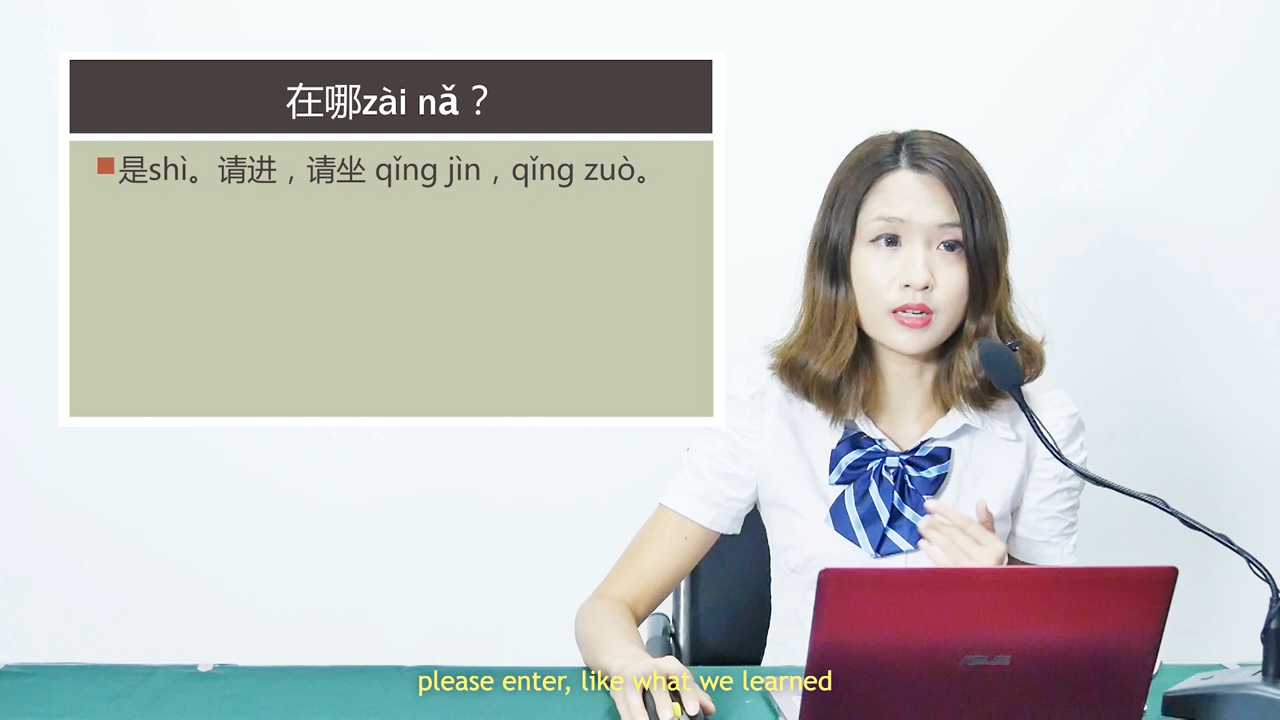 在哪zài nǎ？
是shì。请进，请坐 qǐng jìn，qǐng zuò。
ASUS
please enter, like what we learned